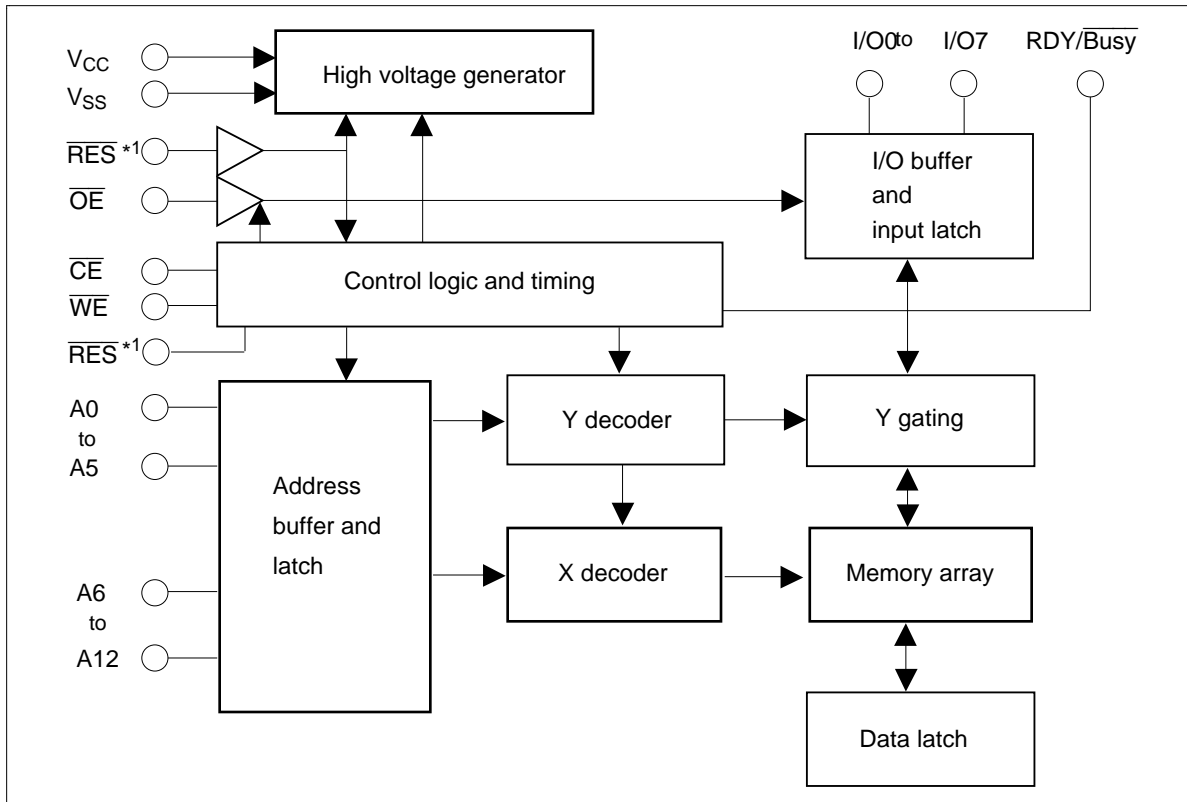 VCC
VSS
RES *1
OE
CE
WE
RES *1
A0
to
A5
A6
to
A12
High voltage generator
Control logic and timing
Address
buffer and
latch
Y decoder
X decoder
I/O0 to I/O7
RDY/Busy
I/O buffer
and
input latch
Y gating
Memory array
Data latch